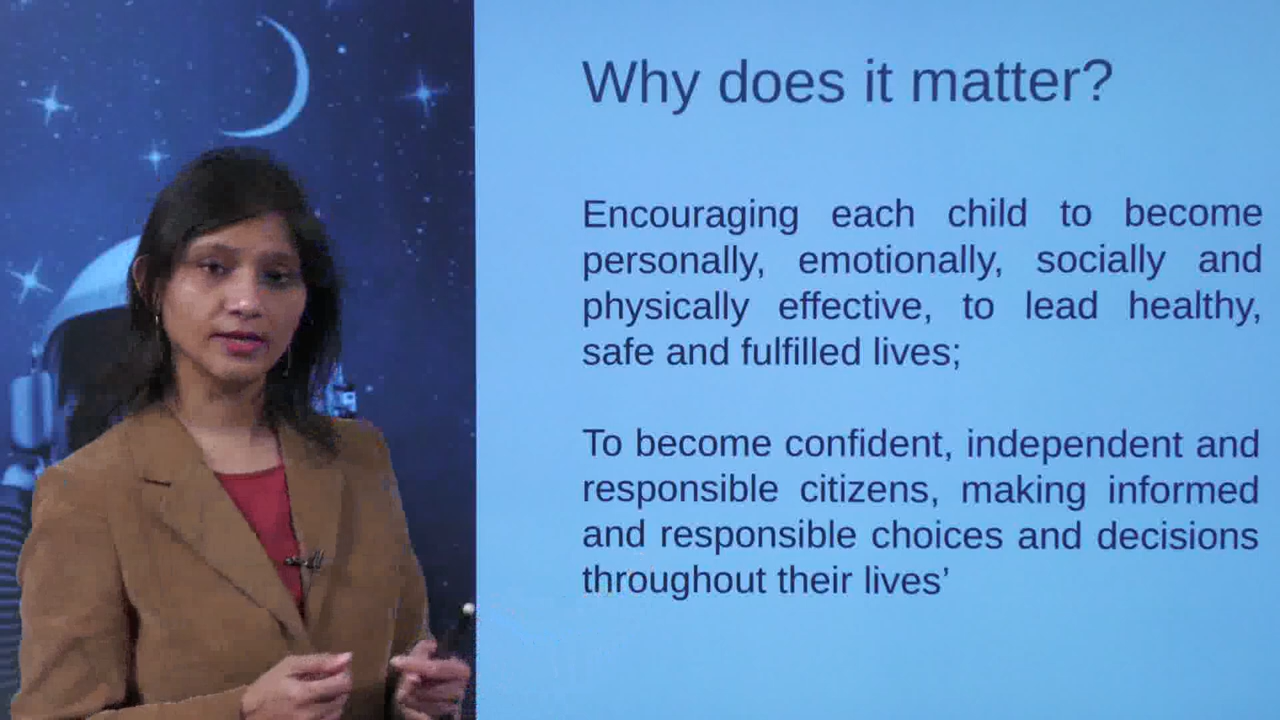 Why does it matter?
Encouraging each child to become
personally, emotionally, socially and
physically effective, to lead healthy,
safe and fulfilled lives;
To become confident, independent and
responsible citizens, making informed
and responsible choices and decisions
throughout their lives’